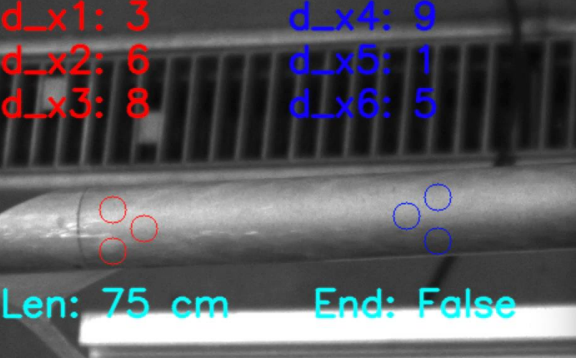 d_x1: 3
d_x2: 6
d_x3: 8
d_x4: 9
d_x5: 1
d_x6: 5
Len: 75 cm
End: False